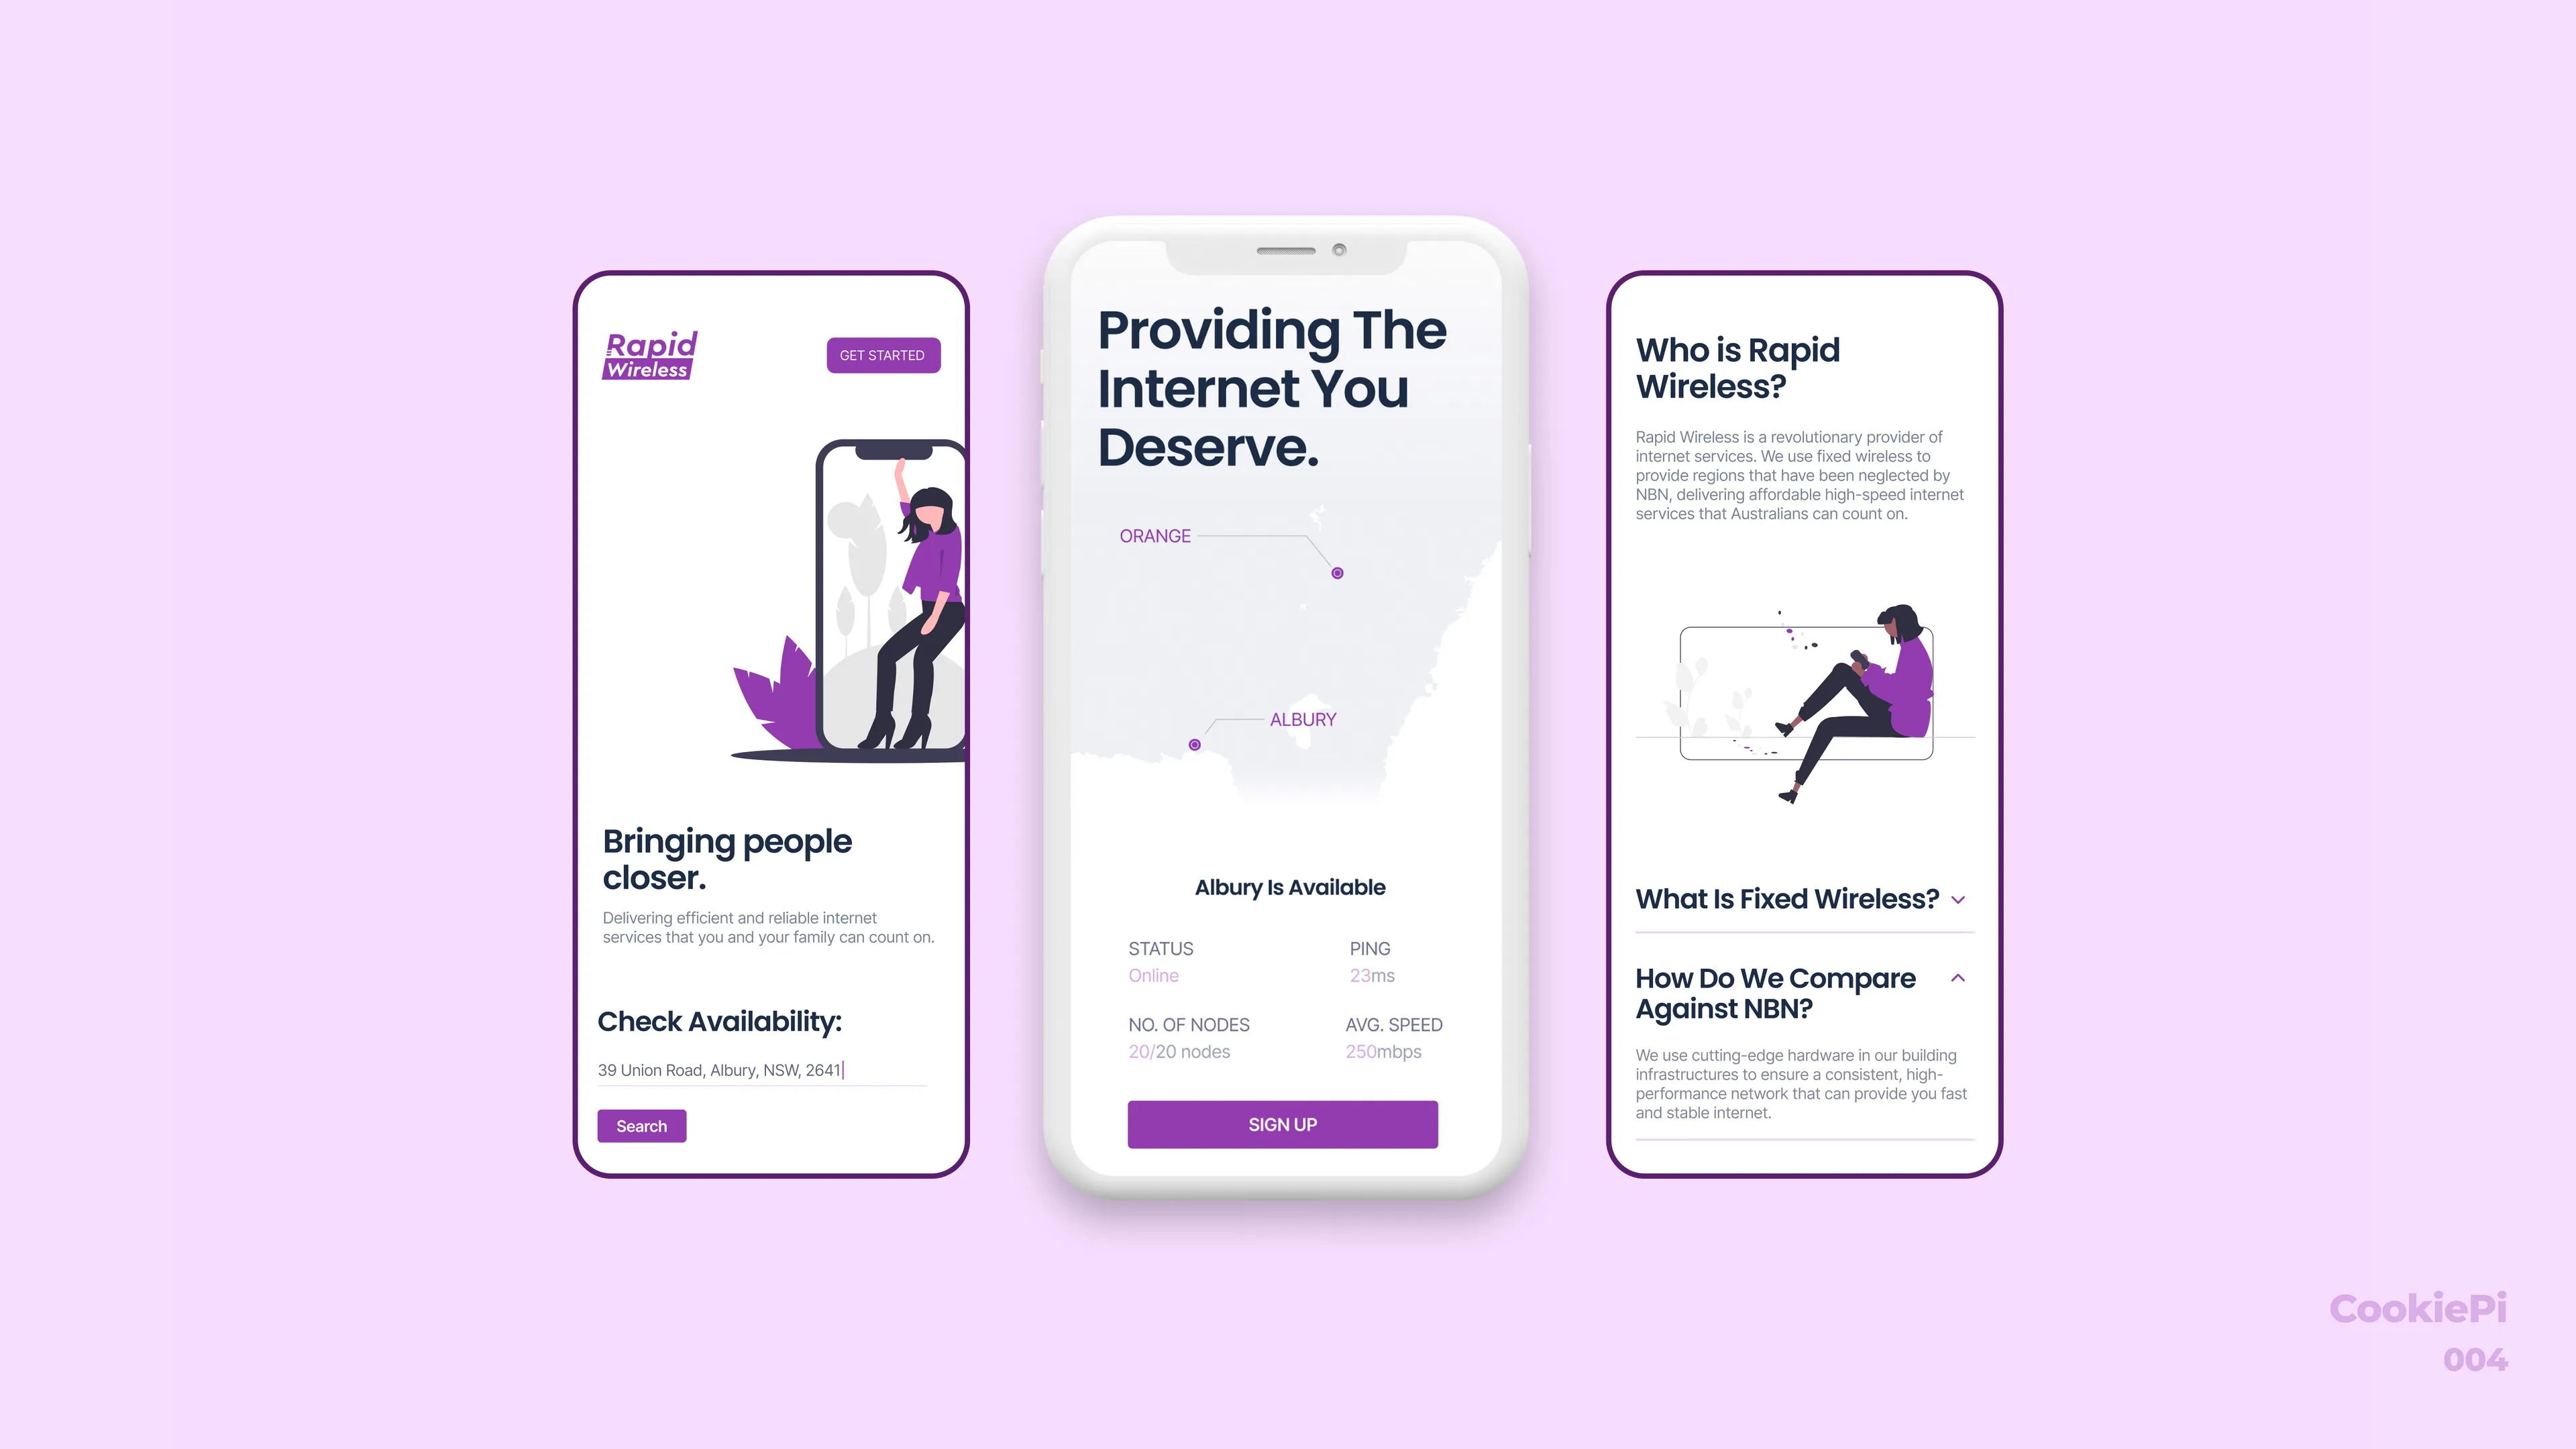 Rapid
Wireless
GET STARTED
Bringing people
closer.
Delivering efficient and reliable internet
services that you and your family can count on.
Check Availability:
39 Union Road, Albury, NSW, 2641
Search
Providing The
Internet You
Deserve.
ORANGE
ALBURY
Albury Is Available
STATUS
PING
Online
23ms
NO. OF NODES
AVG. SPEED
20/20 nodes
250mbps
SIGN UP
Who is Rapid
Wireless?
Rapid Wireless is a revolutionary provider of
internet services. We use fixed wireless to
provide regions that have been neglected by
NBN, delivering affordable high-speed internet
services that Australians can count on.
What Is Fixed Wireless?
How Do We Compare
Against NBN?
We use cutting-edge hardware in our building
infrastructures to ensure a consistent, high-
performance network that can provide you fast
and stable internet.
CookiePi
004